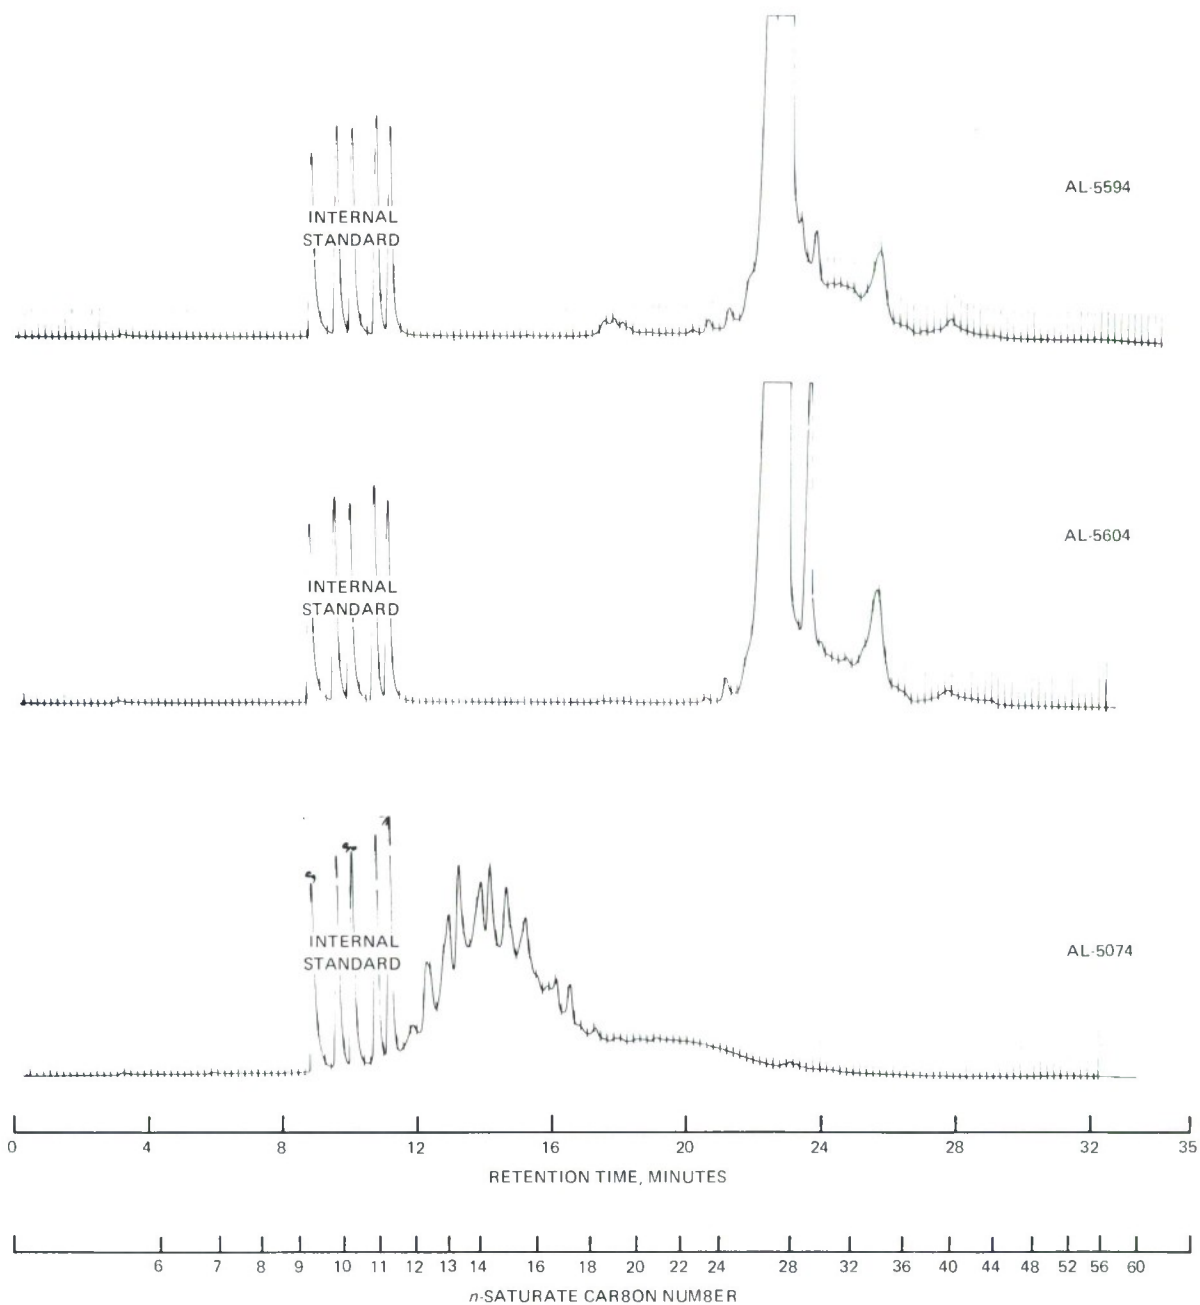 AL-5594
INTERNAL
STANDARD
AL-5604
INTERNAL
STANDARD
AL-5074
INTERNAL
STANDARD
0 4 8 12 16 20 24 28 32 35
RETENTION TIME, MINUTES
6 7 8 9 10 11 12 13 14 16 18 20 22 24 28 32 36 40 44 48 52 56 60
n-SATURATE CAR8ON NUM8ER